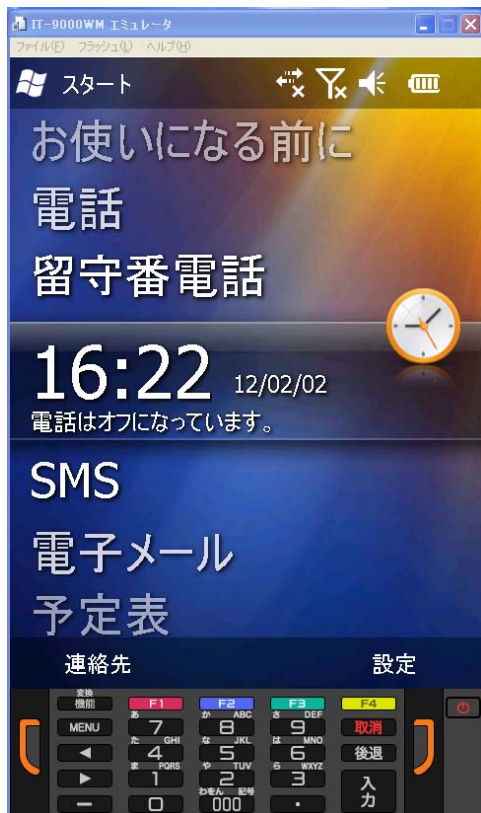 IT-9000WM エミュレータ
ファイル(F) フラッシュ(L) ヘルプ(H)
スタート
お使いになる前に
電話
留守番電話
16:22 12/02/02
電話はオフになっています。
SMS
電子メール
予定表
連絡先 設定
変換
機能 F1 F2 F3 F4
あ か ABC さ DEF
MENU 7 8 9 取消
た GHI な JKL は MNO
4 5 6 後退
ま PQRS や TUV ら WXYZ
1 2 3 入力
わをん 記号
0 000 .